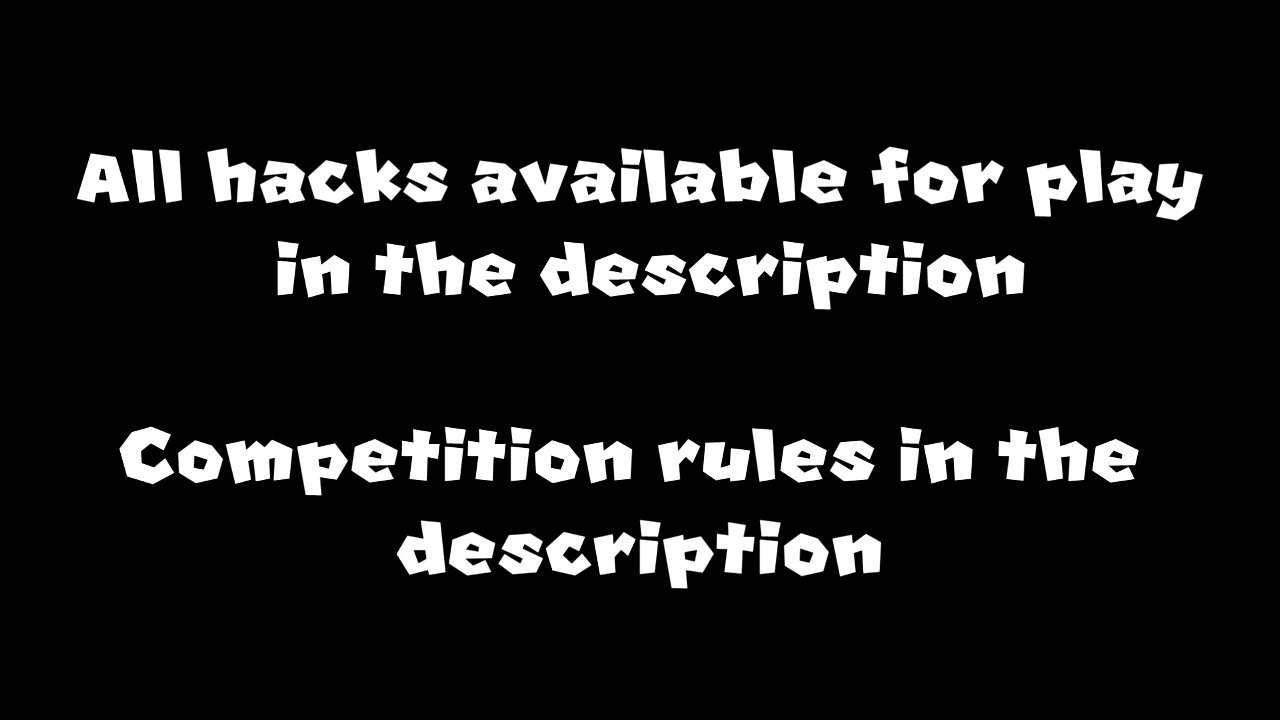 All hacks available for play
in the description
Competition rules in the
description